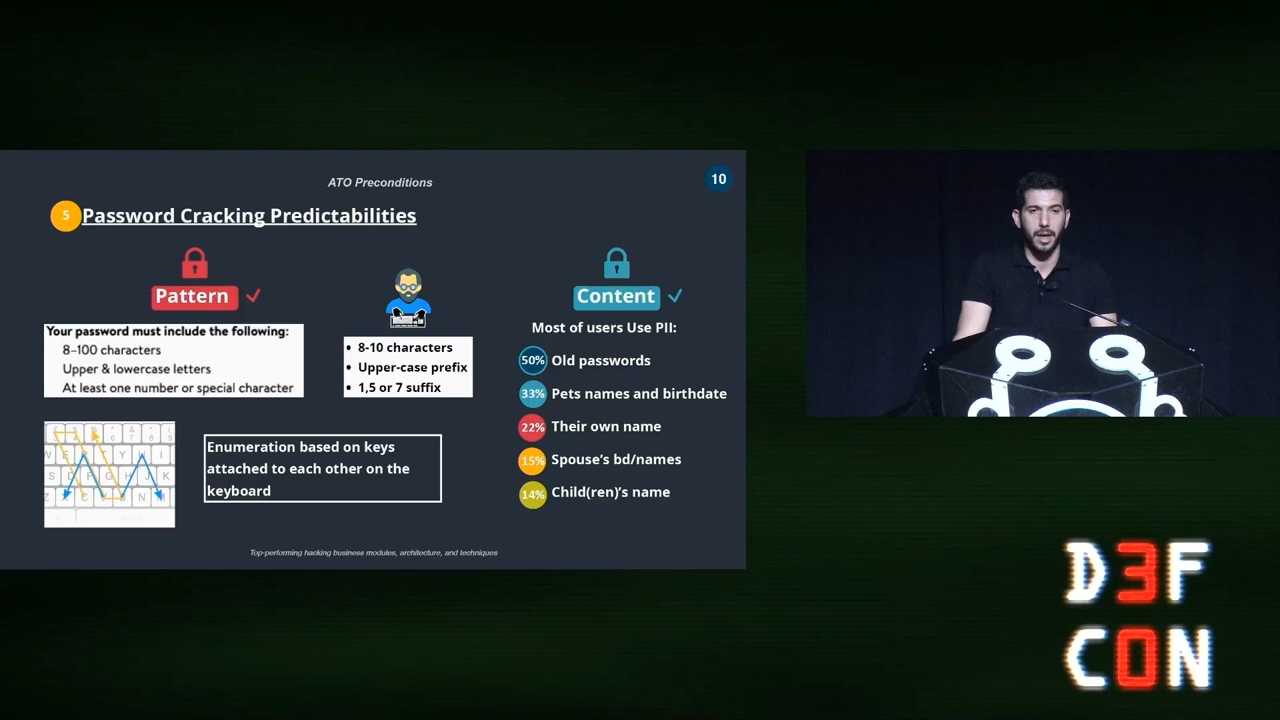 ATO Preconditions
10
5
Password Cracking Predictabilities
Pattern
Your password must include the following:
8–100 characters
Upper & lowercase letters
At least one number or special character
• 8-10 characters
• Upper-case prefix
• 1,5 or 7 suffix
Enumeration based on keys
attached to each other on the
keyboard
Content
Most of users Use PII:
50% Old passwords
33% Pets names and birthdate
22% Their own name
15% Spouse's bd/names
14% Child(ren)'s name
Top-performing hacking business modules, architecture, and techniques
D3F
C0N